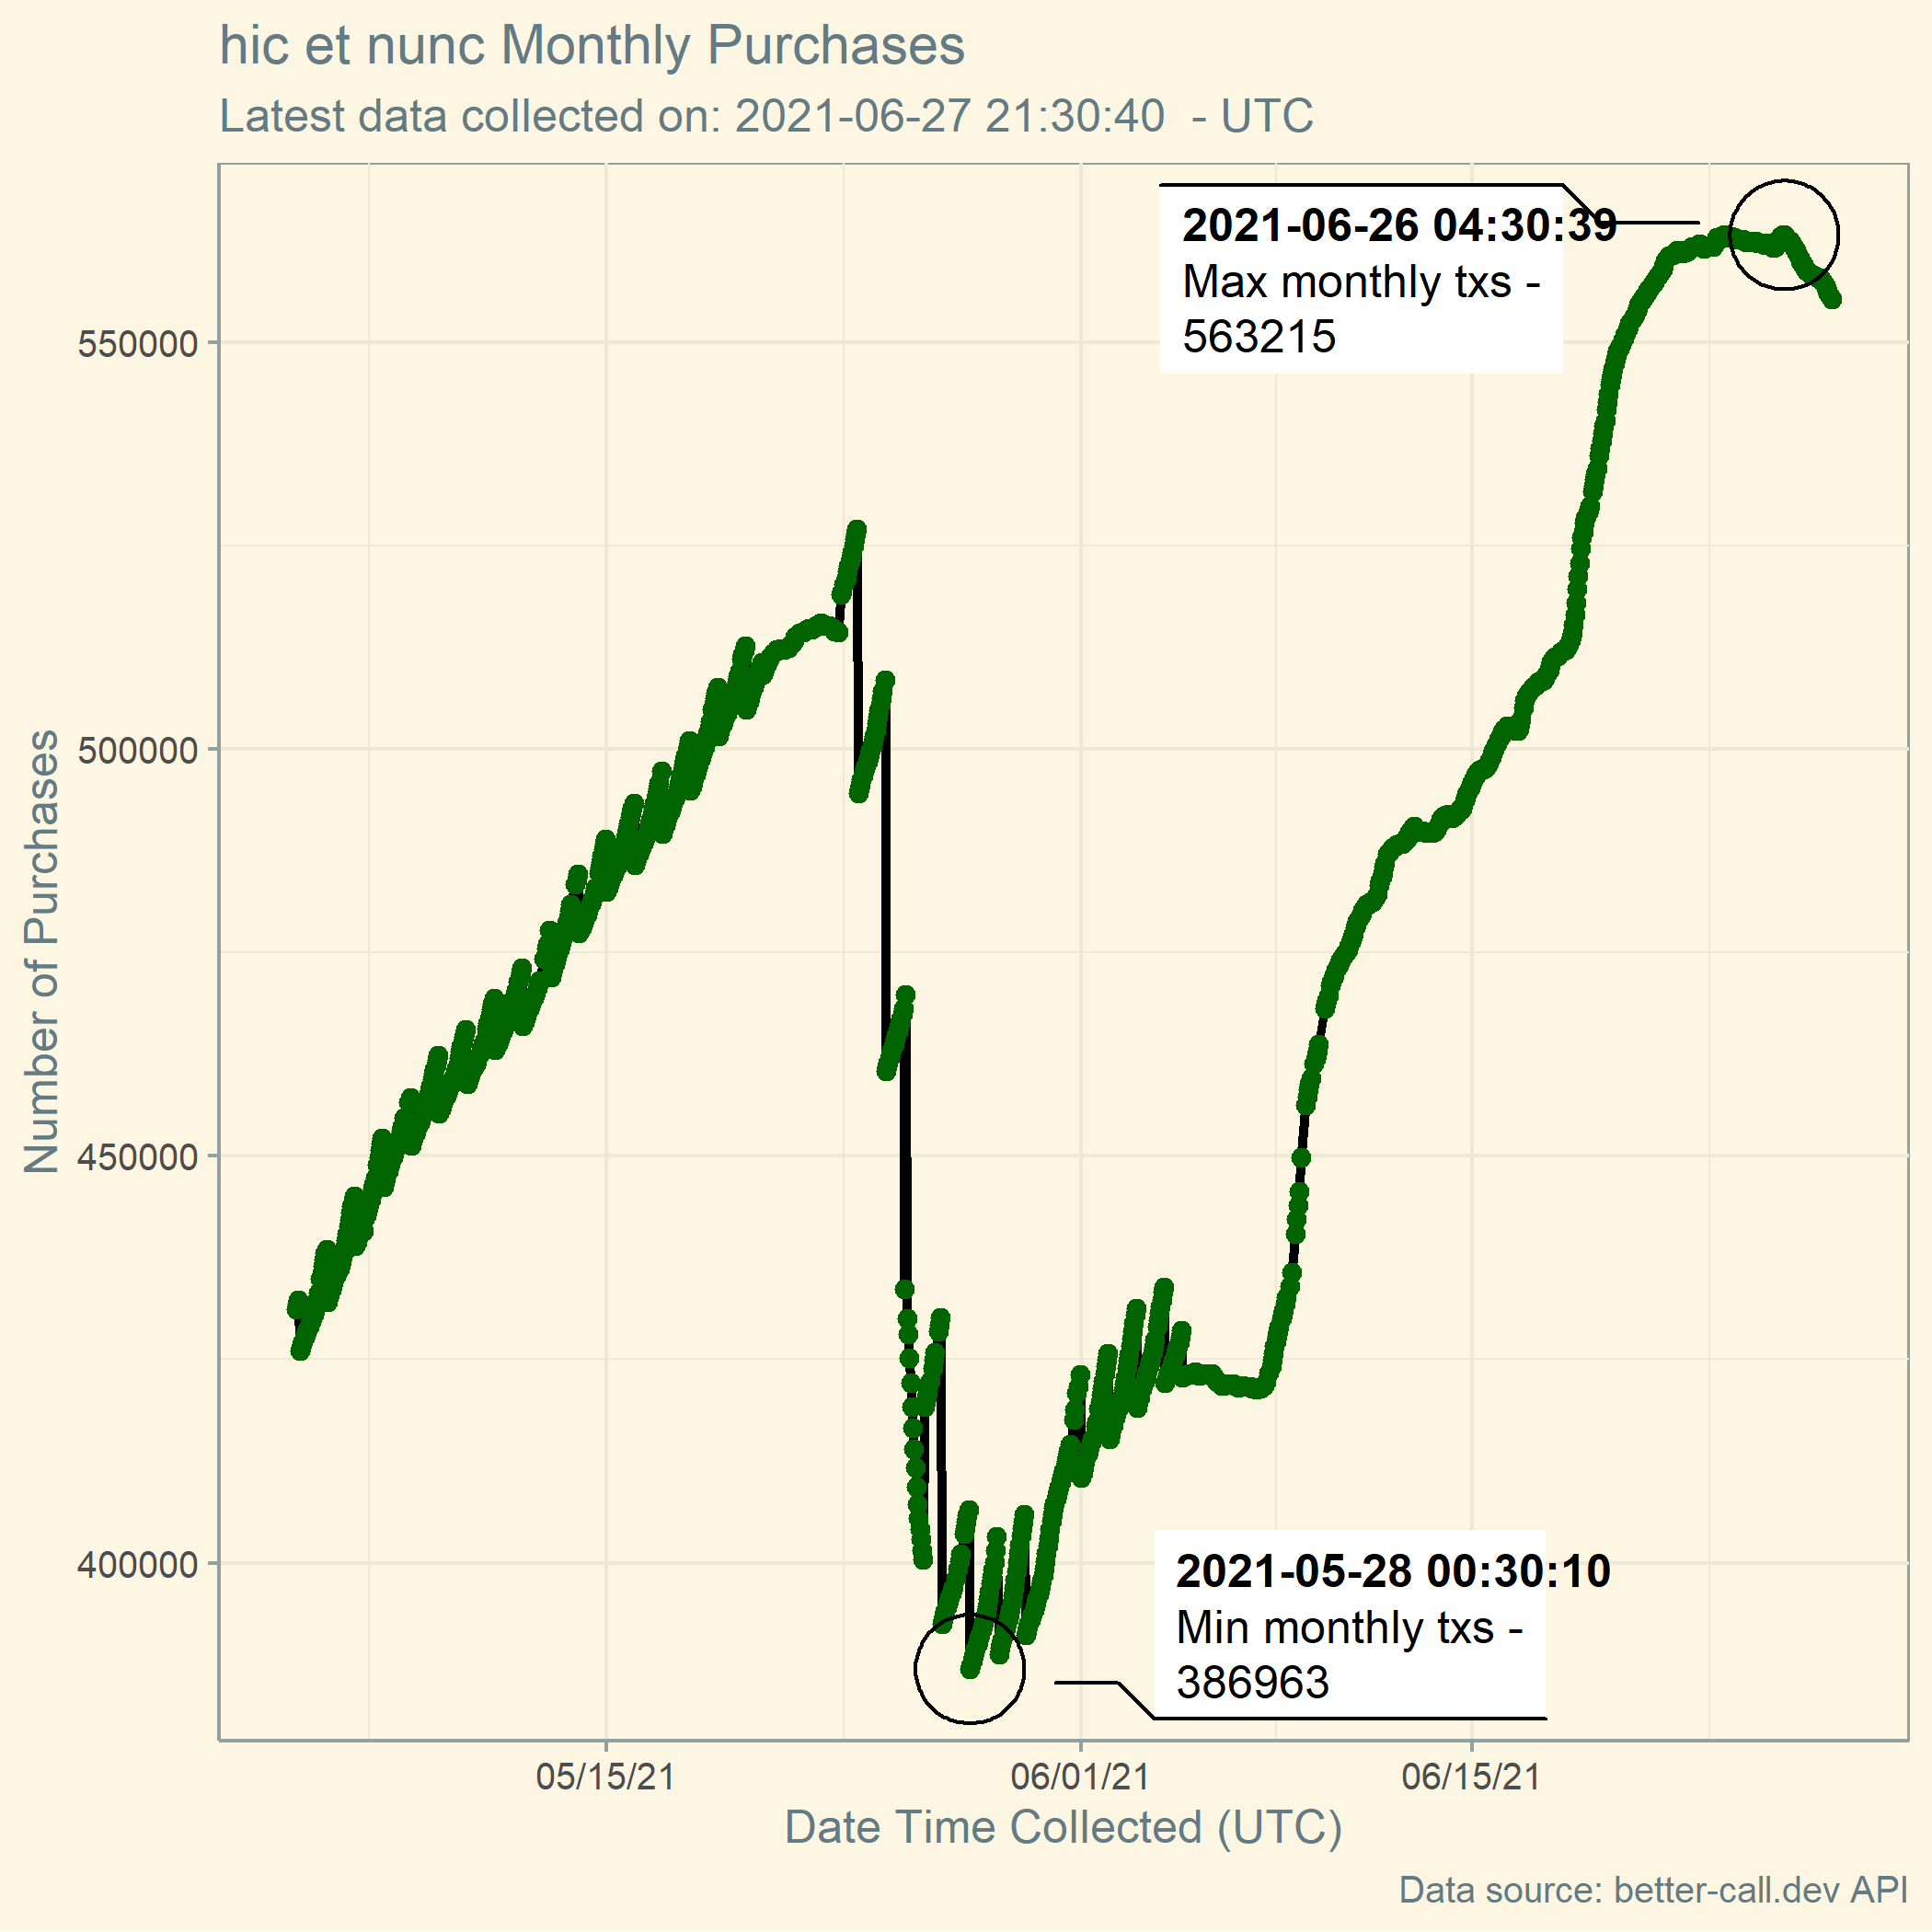 hic et nunc Monthly Purchases
Latest data collected on: 2021-06-27 21:30:40  - UTC
2021-06-26 04:30:39
Max monthly txs -
563215
550000
500000
450000
400000
Number of Purchases
2021-05-28 00:30:10
Min monthly txs -
386963
05/15/21
06/01/21
06/15/21
Date Time Collected (UTC)
Data source: better-call.dev API